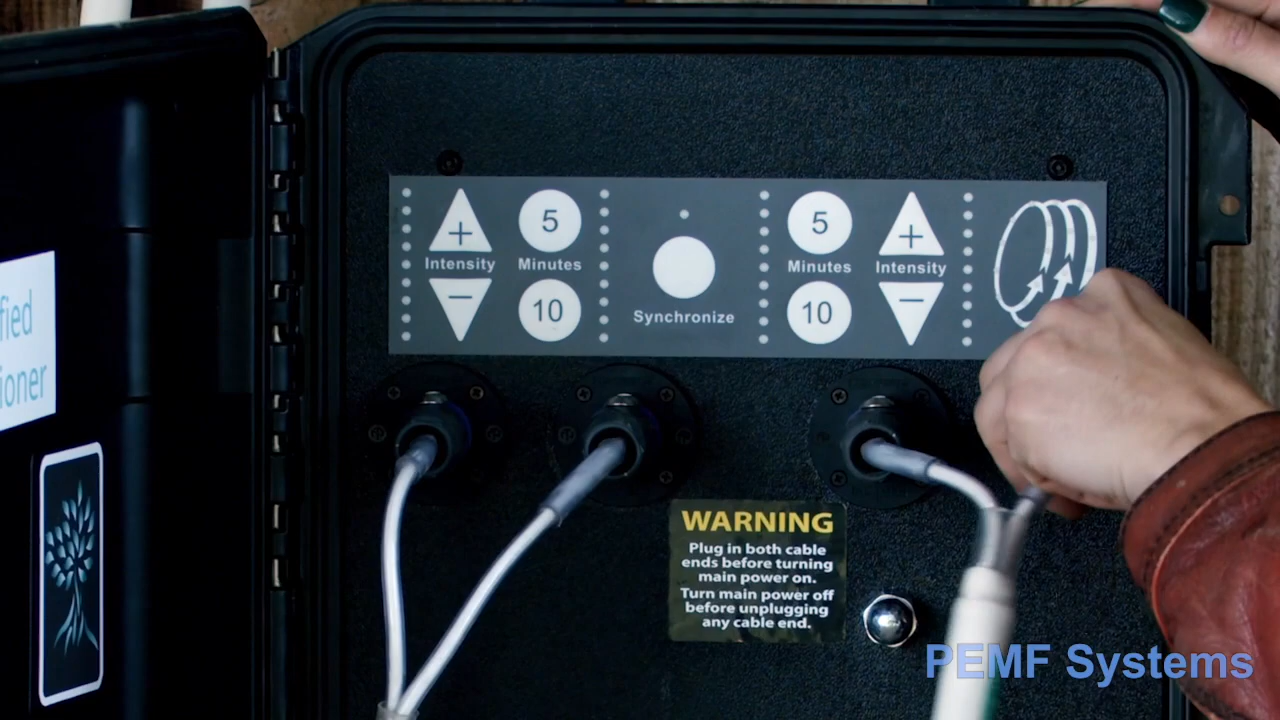 5
5
+
+
Intensity
Minutes
Minutes
Intensity
−
−
10
10
Synchronize
WARNING
Plug in both cable
ends before turning
main power on.
Turn main power off
before unplugging
any cable end.
PEMF Systems